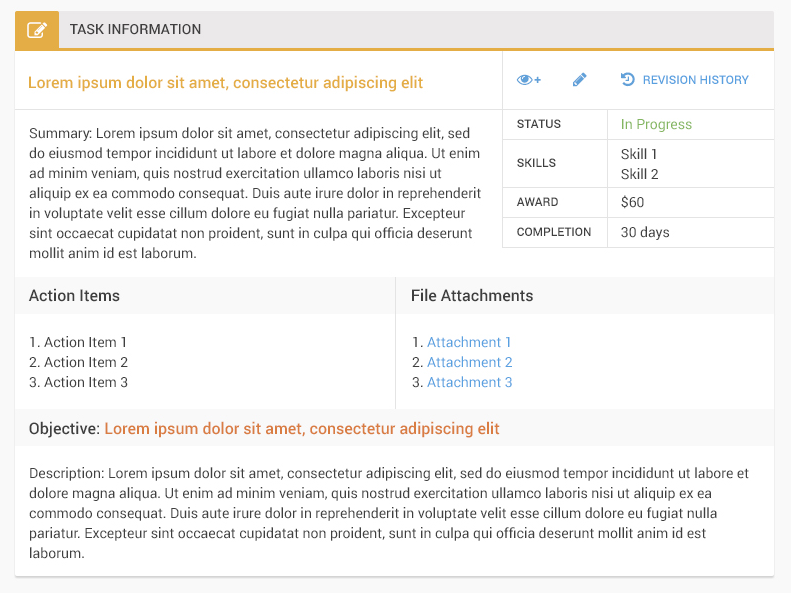 TASK INFORMATION
Lorem ipsum dolor sit amet, consectetur adipiscing elit
REVISION HISTORY
Summary: Lorem ipsum dolor sit amet, consectetur adipiscing elit, sed
do eiusmod tempor incididunt ut labore et dolore magna aliqua. Ut enim
ad minim veniam, quis nostrud exercitation ullamco laboris nisi ut
aliquip ex ea commodo consequat. Duis aute irure dolor in reprehenderit
in voluptate velit esse cillum dolore eu fugiat nulla pariatur. Excepteur
sint occaecat cupidatat non proident, sunt in culpa qui officia deserunt
mollit anim id est laborum.
STATUS In Progress
SKILLS Skill 1
Skill 2
AWARD $60
COMPLETION 30 days
Action Items
1. Action Item 1
2. Action Item 2
3. Action Item 3
File Attachments
1. Attachment 1
2. Attachment 2
3. Attachment 3
Objective: Lorem ipsum dolor sit amet, consectetur adipiscing elit
Description: Lorem ipsum dolor sit amet, consectetur adipiscing elit, sed do eiusmod tempor incididunt ut labore et
dolore magna aliqua. Ut enim ad minim veniam, quis nostrud exercitation ullamco laboris nisi ut aliquip ex ea
commodo consequat. Duis aute irure dolor in reprehenderit in voluptate velit esse cillum dolore eu fugiat nulla
pariatur. Excepteur sint occaecat cupidatat non proident, sunt in culpa qui officia deserunt mollit anim id est
laborum.